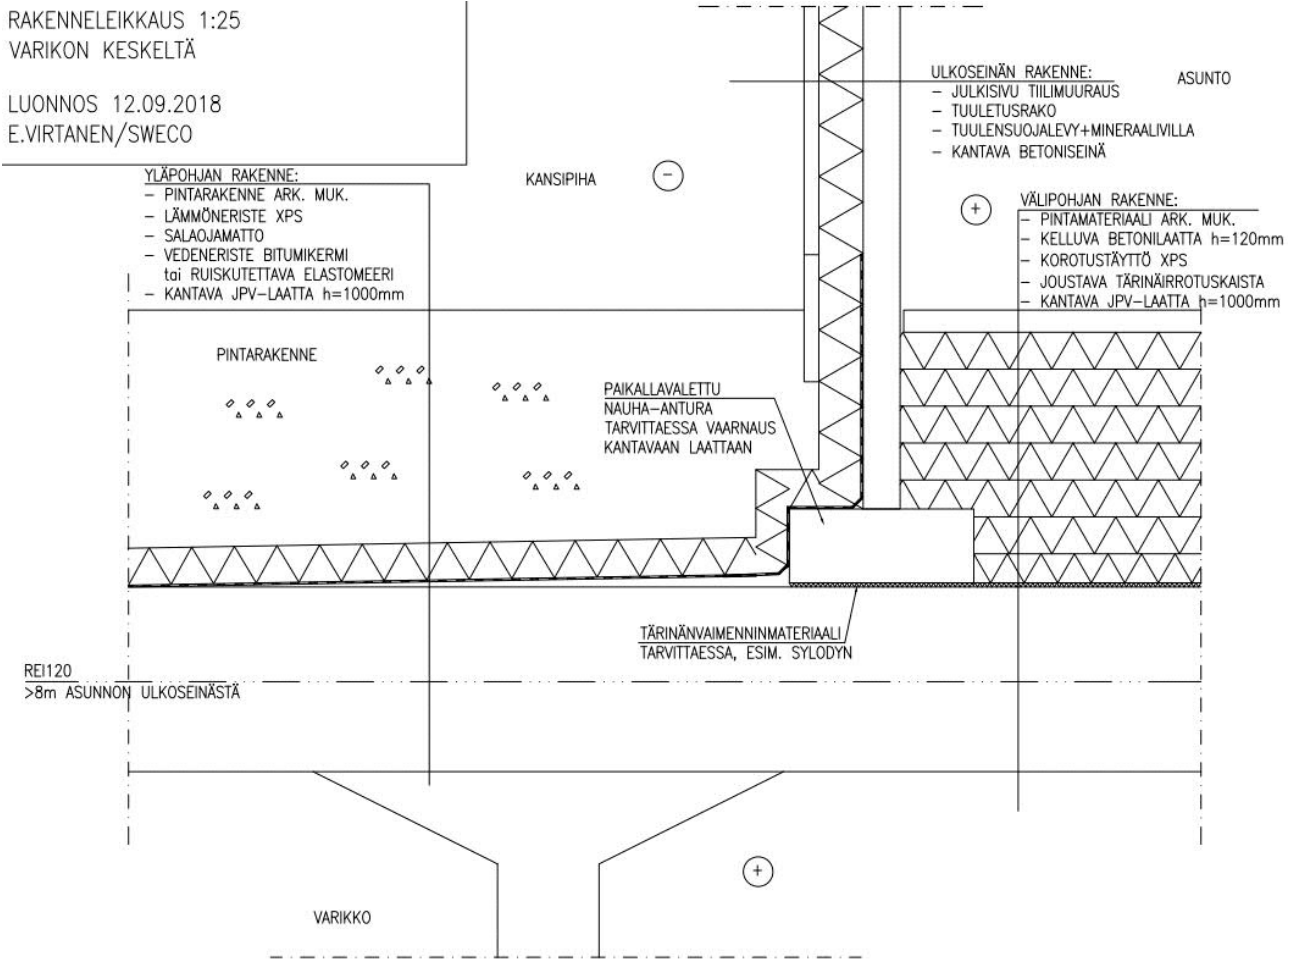 RAKENNELEIKKAUS 1:25
VARIKON KESKELTÄ
LUONNOS 12.09.2018
E.VIRTANEN/SWECO
YLÄPOHJAN RAKENNE:
- PINTARAKENNE ARK. MUK.
- LÄMMÖNERISTE XPS
- SALAOJAMATTO
- VEDENERISTE BITUMIKERMI
tai RUISKUTETTAVA ELASTOMEERI
- KANTAVA JPV-LAATTA h=1000mm
KANSIPIHA
-
ULKOSEINÄN RAKENNE:
- JULKISIVU TIILIMUURAUS
- TUULETUSRAKO
- TUULENSUOJALEVY+MINERAALIVILLA
- KANTAVA BETONISEINÄ
ASUNTO
+
VÄLIPOHJAN RAKENNE:
- PINTAMATERIAALI ARK. MUK.
- KELLUVA BETONILAATTA h=120mm
- KOROTUSTÄYTTÖ XPS
- JOUSTAVA TÄRINÄIRROTUSKAISTA
- KANTAVA JPV-LAATTA h=1000mm
PINTARAKENNE
PAIKALLAVALETTU
NAUHA-ANTURA
TARVITTAESSA VAARNAUS
KANTAVAAN LAATTAAN
TÄRINÄNVAIMENNINMATERIAALI
TARVITTAESSA, ESIM. SYLODYN
REI120
>8m ASUNNON ULKOSEINÄSTÄ
+
VARIKKO